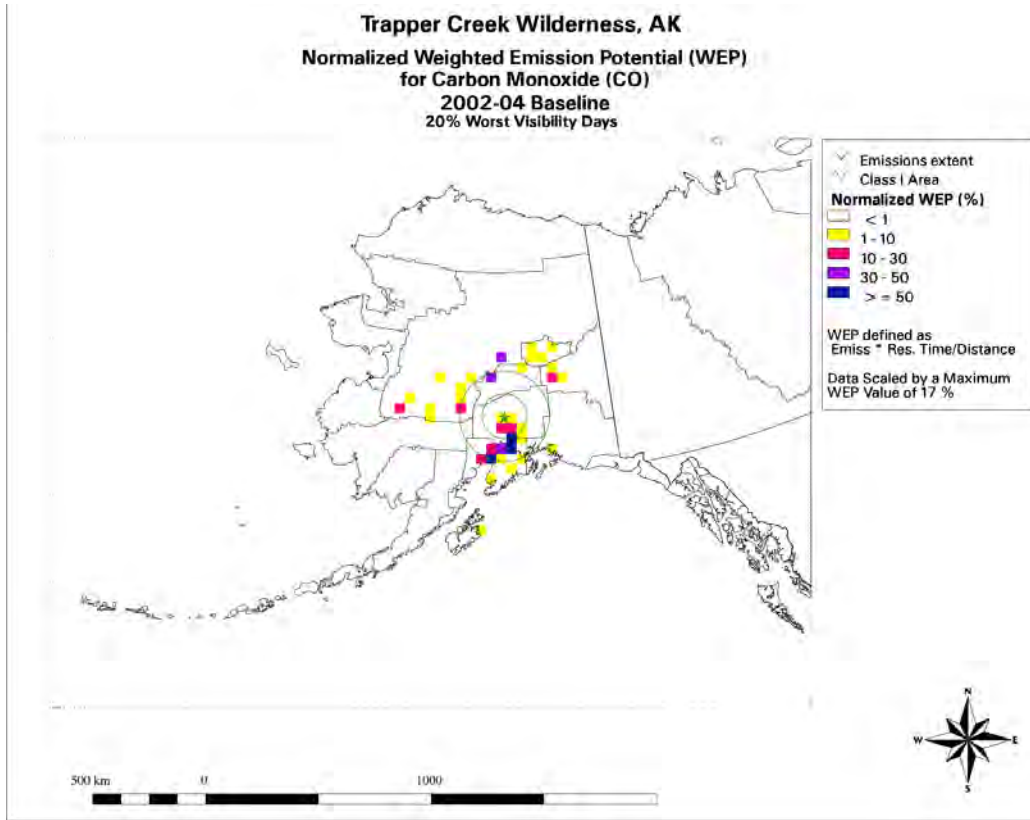 Trapper Creek Wilderness, AK
Normalized Weighted Emission Potential (WEP)
for Carbon Monoxide (CO)
2002-04 Baseline
20% Worst Visibility Days
Emissions extent
Class I Area
Normalized WEP (%)
< 1
1 - 10
10 - 30
30 - 50
> = 50
WEP defined as
Emiss * Res. Time/Distance
Data Scaled by a Maximum
WEP Value of 17 %
N
W
E
S
500 km
0
1000